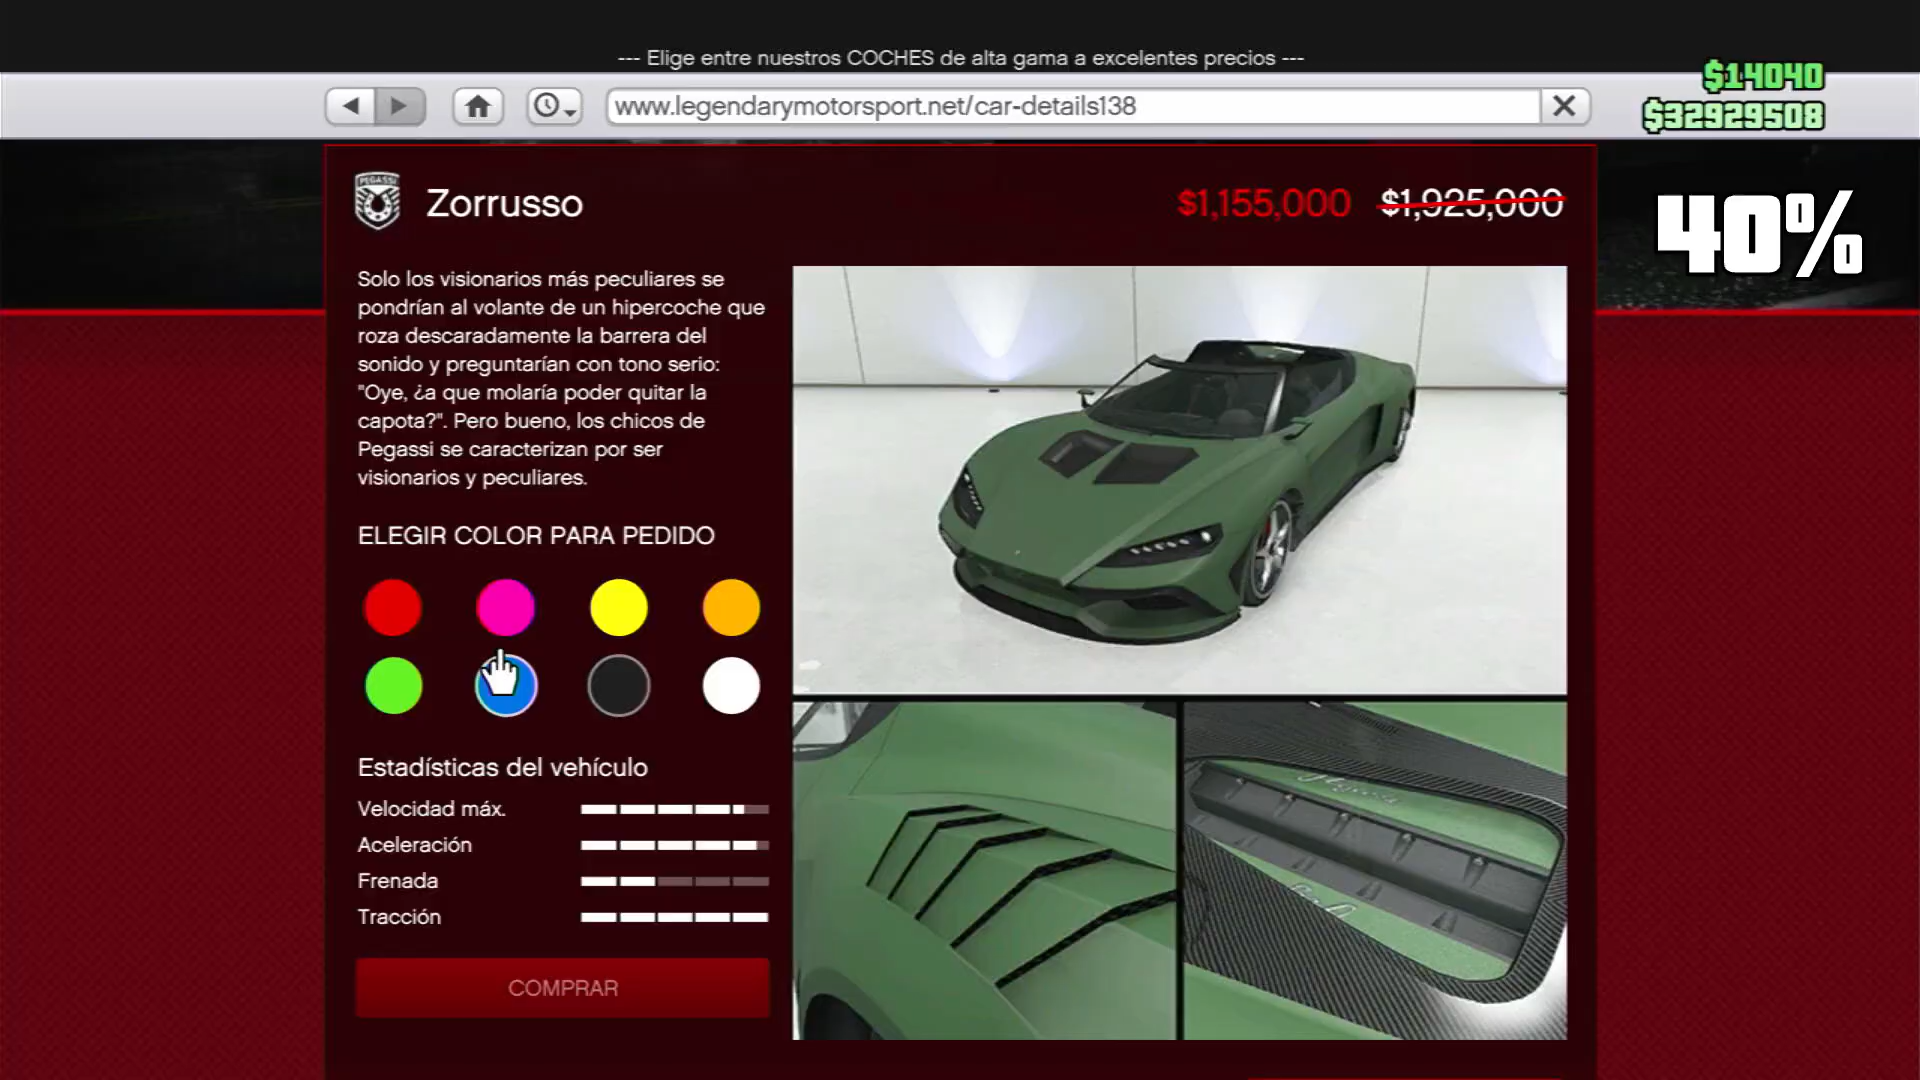 --- Elige entre nuestros COCHES de alta gama a excelentes precios ---
www.legendarymotorsport.net/car-details138
$14040
$32929508
PEGASSI
Zorrusso
$1,155,000 $1,925,000
40%
Solo los visionarios más peculiares se
pondrían al volante de un hipercoche que
roza descaradamente la barrera del
sonido y preguntarían con tono serio:
"Oye, ¿a que molaría poder quitar la
capota?". Pero bueno, los chicos de
Pegassi se caracterizan por ser
visionarios y peculiares.
ELEGIR COLOR PARA PEDIDO
Estadísticas del vehículo
Velocidad máx.
Aceleración
Frenada
Tracción
COMPRAR